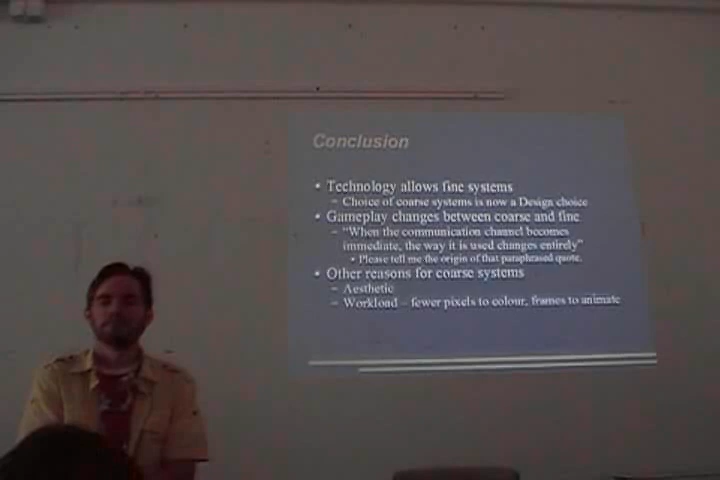 Conclusion
• Technology allows fine systems
– Choice of coarse systems is now a Design choice
• Gameplay changes between coarse and fine
– "When the communication channel becomes
immediate, the way it is used changes entirely"
• Please tell me the origin of that paraphrased quote.
• Other reasons for coarse systems
– Aesthetic
– Workload – fewer pixels to colour, frames to animate